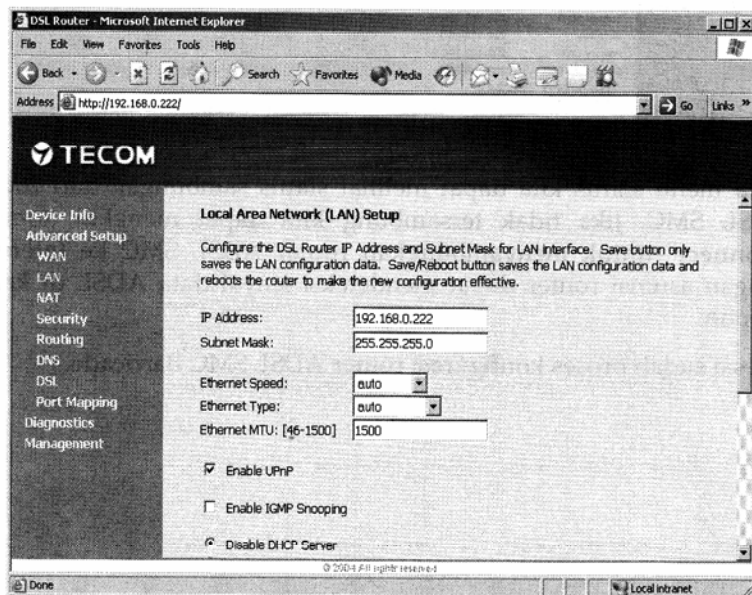 DSL Router - Microsoft Internet Explorer
File Edit View Favorites Tools Help
Back Search Favorites Media
Address http://192.168.0.222/ Go Links »
TECOM
Device Info
Advanced Setup
WAN
LAN
NAT
Security
Routing
DNS
DSL
Port Mapping
Diagnostics
Management
Local Area Network (LAN) Setup
Configure the DSL Router IP Address and Subnet Mask for LAN interface. Save button only
saves the LAN configuration data. Save/Reboot button saves the LAN configuration data and
reboots the router to make the new configuration effective.
IP Address: 192.168.0.222
Subnet Mask: 255.255.255.0
Ethernet Speed: auto
Ethernet Type: auto
Ethernet MTU: [46-1500] 1500
Enable UPnP
Enable IGMP Snooping
Disable DHCP Server
© 2004 All rights reserved
Done Local intranet